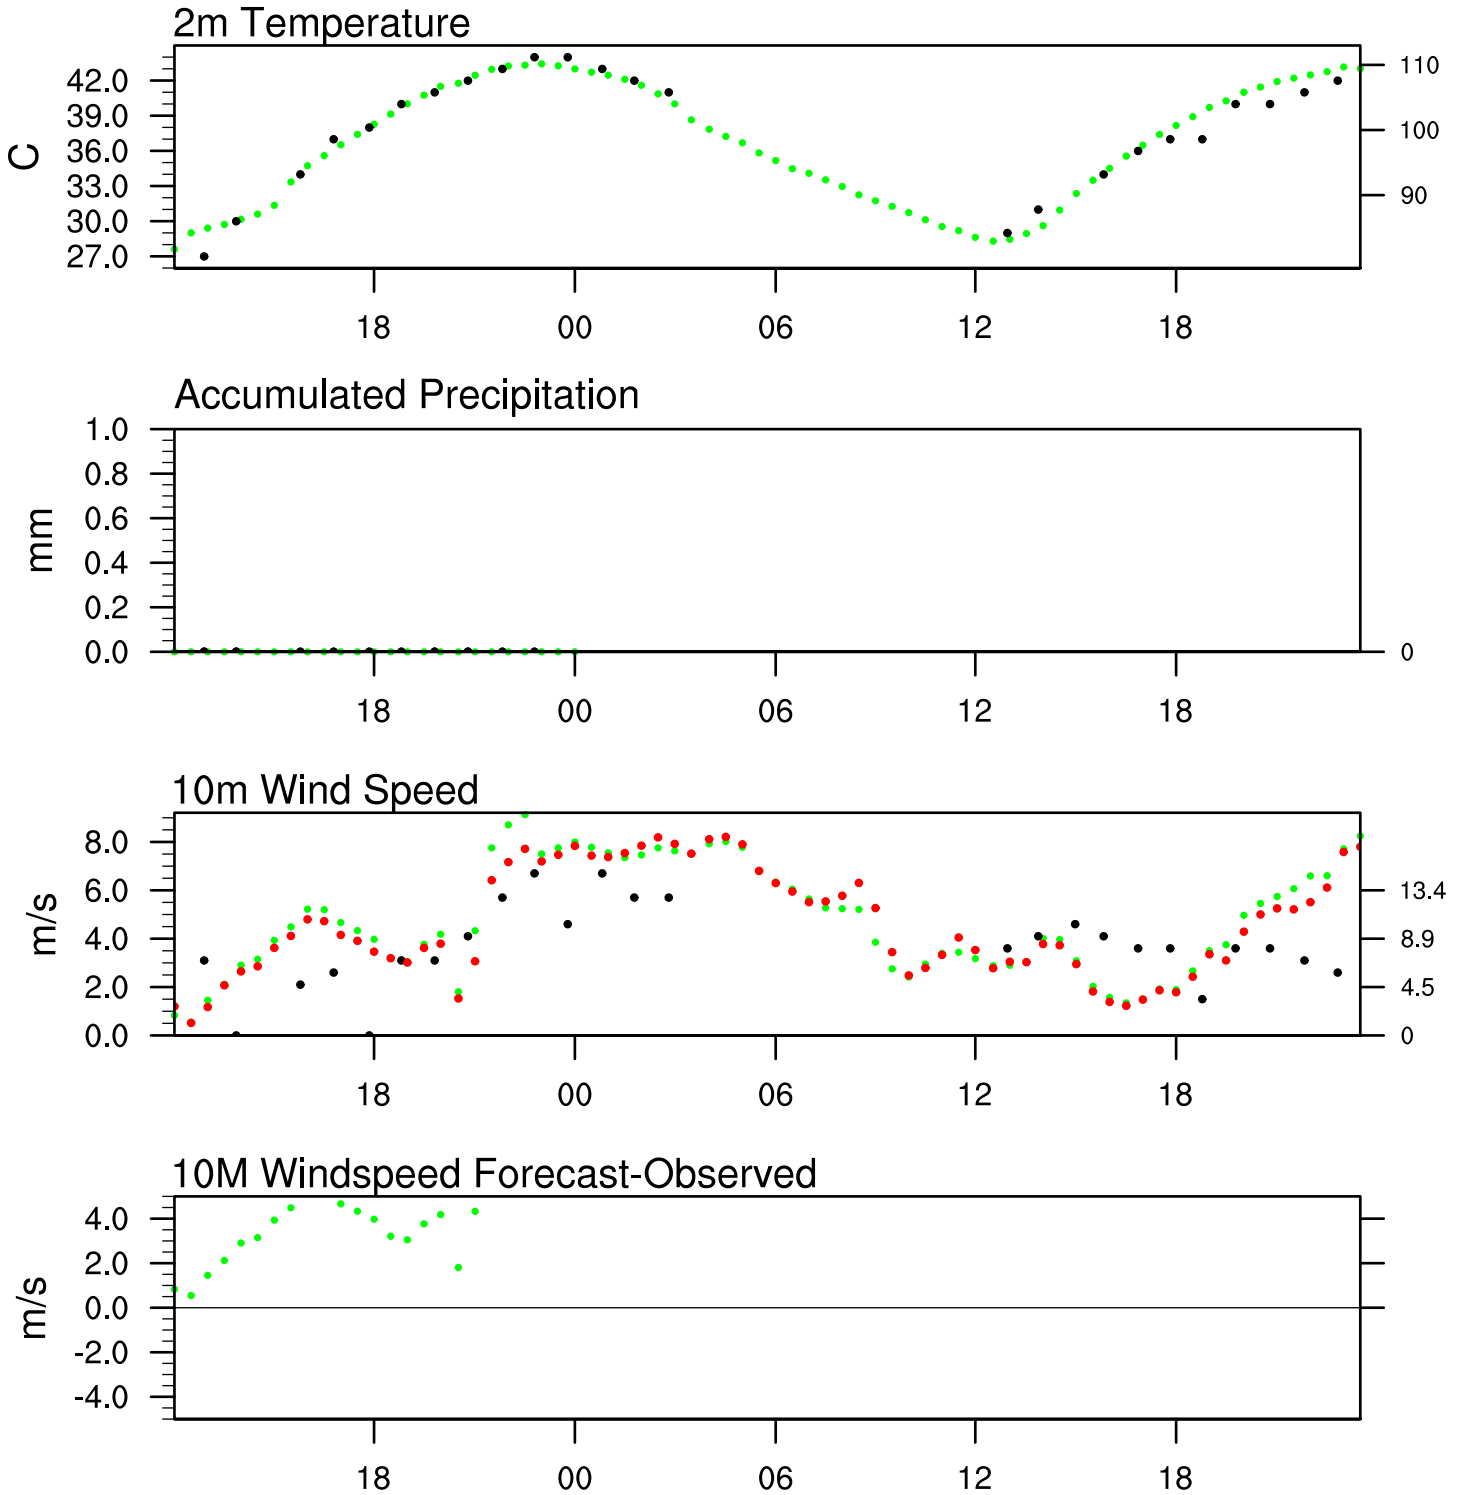 2m Temperature
42.0
39.0
36.0
33.0
30.0
27.0
C
110
100
90
18 00 06 12 18
Accumulated Precipitation
1.0
0.8
0.6
0.4
0.2
0.0
mm
0
18 00 06 12 18
10m Wind Speed
8.0
6.0
4.0
2.0
0.0
m/s
13.4
8.9
4.5
0
18 00 06 12 18
10M Windspeed Forecast-Observed
4.0
2.0
0.0
-2.0
-4.0
m/s
18 00 06 12 18